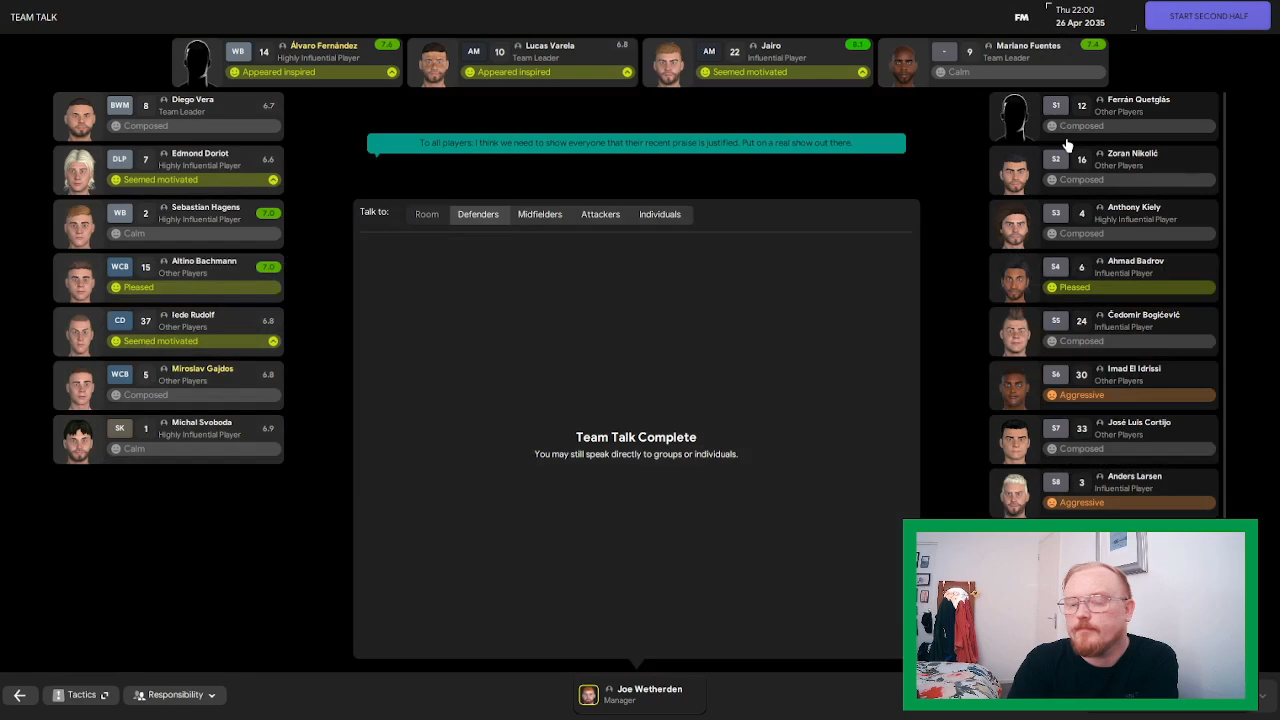 TEAM TALK
FM
Thu 22:00
26 Apr 2035
START SECOND HALF
WB 14 Álvaro Fernández 7.6
Highly Influential Player
Appeared inspired
AM 10 Lucas Varela 6.8
Team Leader
Appeared inspired
AM 22 Jairo 8.1
Influential Player
Seemed motivated
- 9 Mariano Fuentes 7.4
Team Leader
Calm
BWM 8 Diego Vera 6.7
Team Leader
Composed
DLP 7 Edmond Doriot 6.6
Highly Influential Player
Seemed motivated
WB 2 Sebastian Hagens 7.0
Highly Influential Player
Calm
WCB 15 Altino Bachmann 7.0
Other Players
Pleased
CD 37 Iede Rudolf 6.8
Other Players
Seemed motivated
WCB 5 Miroslav Gajdos 6.8
Other Players
Composed
SK 1 Michal Svoboda 6.9
Highly Influential Player
Calm
To all players: I think we need to show everyone that their recent praise is justified. Put on a real show out there.
Talk to: Room Defenders Midfielders Attackers Individuals
Team Talk Complete
You may still speak directly to groups or individuals.
S1 12 Ferrán Quetglás
Other Players
Composed
S2 16 Zoran Nikolić
Other Players
Composed
S3 4 Anthony Kiely
Highly Influential Player
Composed
S4 6 Ahmad Badrov
Influential Player
Pleased
S5 24 Čedomir Bogićević
Influential Player
Composed
S6 30 Imad El Idrissi
Other Players
Aggressive
S7 33 José Luis Cortijo
Other Players
Composed
S8 3 Anders Larsen
Influential Player
Aggressive
Tactics
Responsibility
Joe Wetherden
Manager